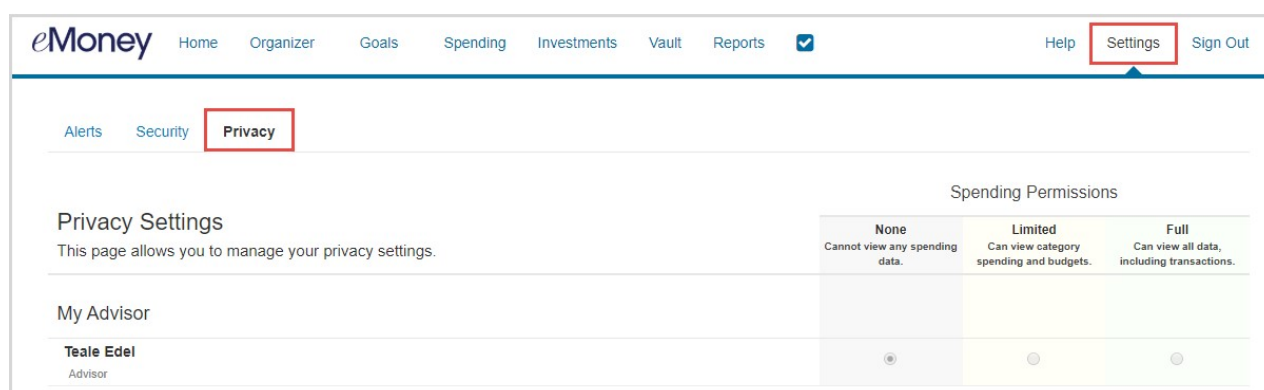 eMoney Home Organizer Goals Spending Investments Vault Reports Help Settings Sign Out
Alerts Security Privacy
Spending Permissions
Privacy Settings
This page allows you to manage your privacy settings.
None Limited Full
Cannot view any spending Can view category Can view all data,
data. spending and budgets. including transactions.
My Advisor
Teale Edel
Advisor